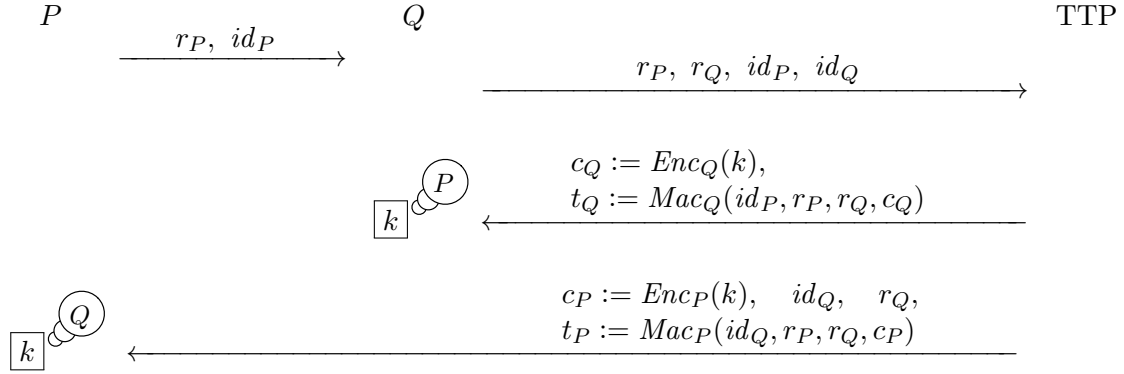 P Q TTP
r_P, id_P
r_P, r_Q, id_P, id_Q
c_Q := Enc_Q(k),
P
t_Q := Mac_Q(id_P, r_P, r_Q, c_Q)
k
c_P := Enc_P(k), id_Q, r_Q,
Q
t_P := Mac_P(id_Q, r_P, r_Q, c_P)
k